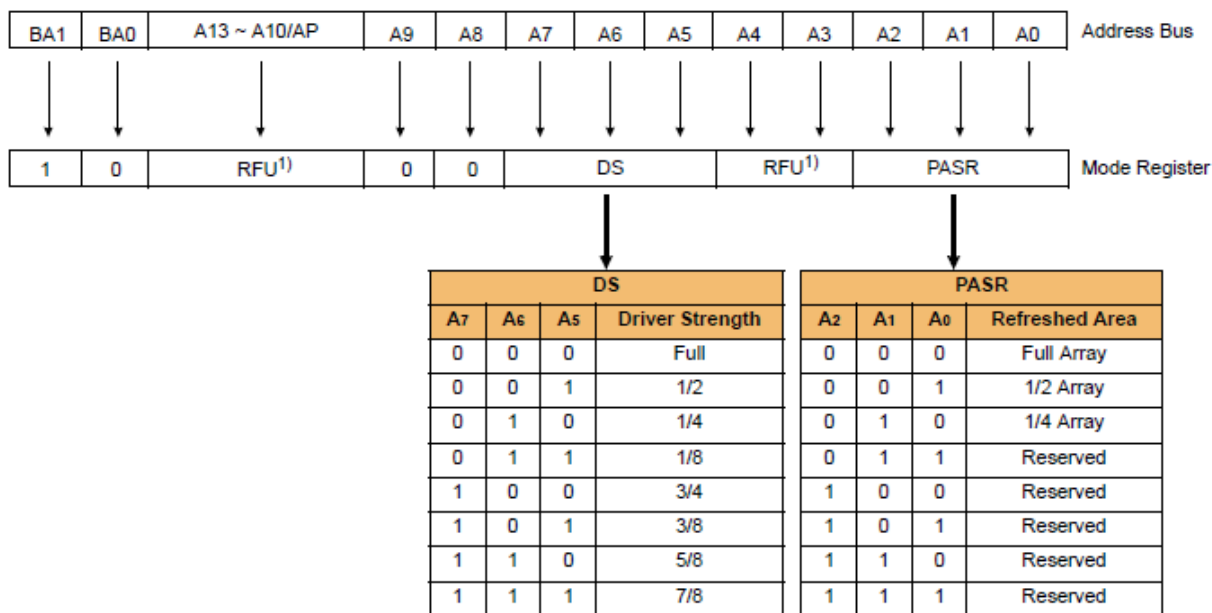 BA1 BA0 A13 ~ A10/AP A9 A8 A7 A6 A5 A4 A3 A2 A1 A0 Address Bus
1 0 RFU1) 0 0 DS RFU1) PASR Mode Register
DS PASR
A7 A6 A5 Driver Strength A2 A1 A0 Refreshed Area
0 0 0 Full 0 0 0 Full Array
0 0 1 1/2 0 0 1 1/2 Array
0 1 0 1/4 0 1 0 1/4 Array
0 1 1 1/8 0 1 1 Reserved
1 0 0 3/4 1 0 0 Reserved
1 0 1 3/8 1 0 1 Reserved
1 1 0 5/8 1 1 0 Reserved
1 1 1 7/8 1 1 1 Reserved